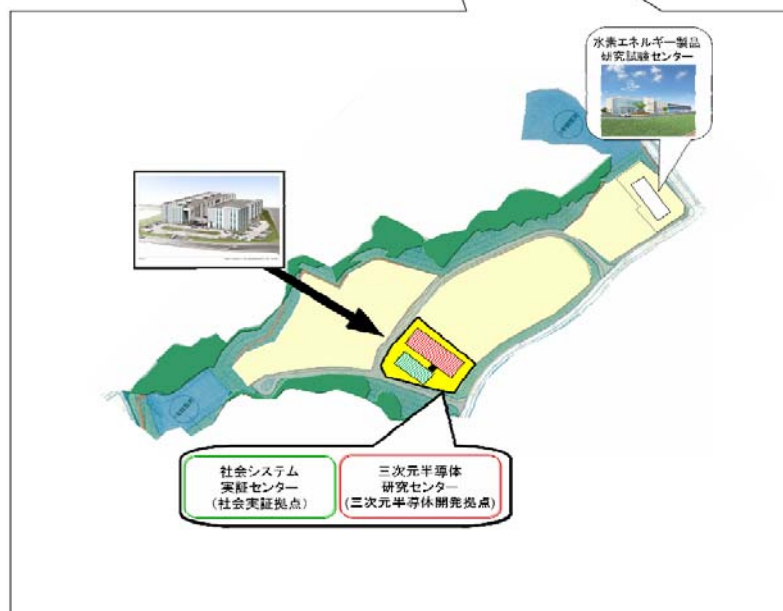 水素エネルギー製品
研究試験センター
社会システム
実証センター
(社会実証拠点)
三次元半導体
研究センター
(三次元半導体開発拠点)